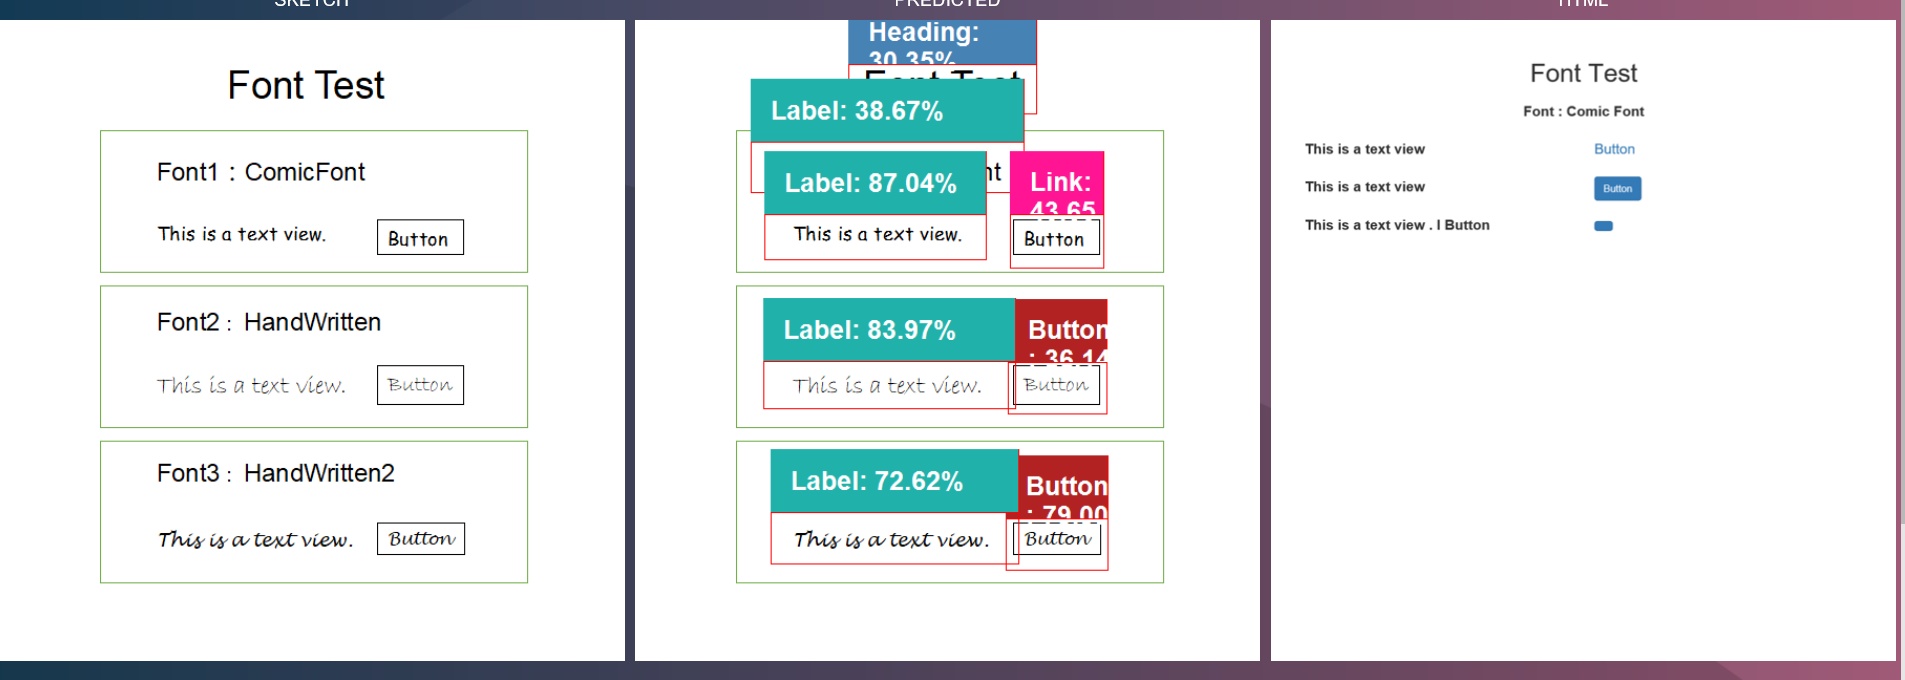 SKETCH
Font Test
Font1 : ComicFont
This is a text view.
Button
Font2 : HandWritten
This is a text view.
Button
Font3 : HandWritten2
This is a text view.
Button
PREDICTED
Heading:
30.35%
Font Test
Label: 38.67%
Label: 87.04%
nt
Link:
43.65
This is a text view.
Button
Label: 83.97%
Button
: 36.14
This is a text view.
Button
Label: 72.62%
Button
: 79.00
This is a text view.
Button
HTML
Font Test
Font : Comic Font
This is a text view
Button
This is a text view
Button
This is a text view . I Button